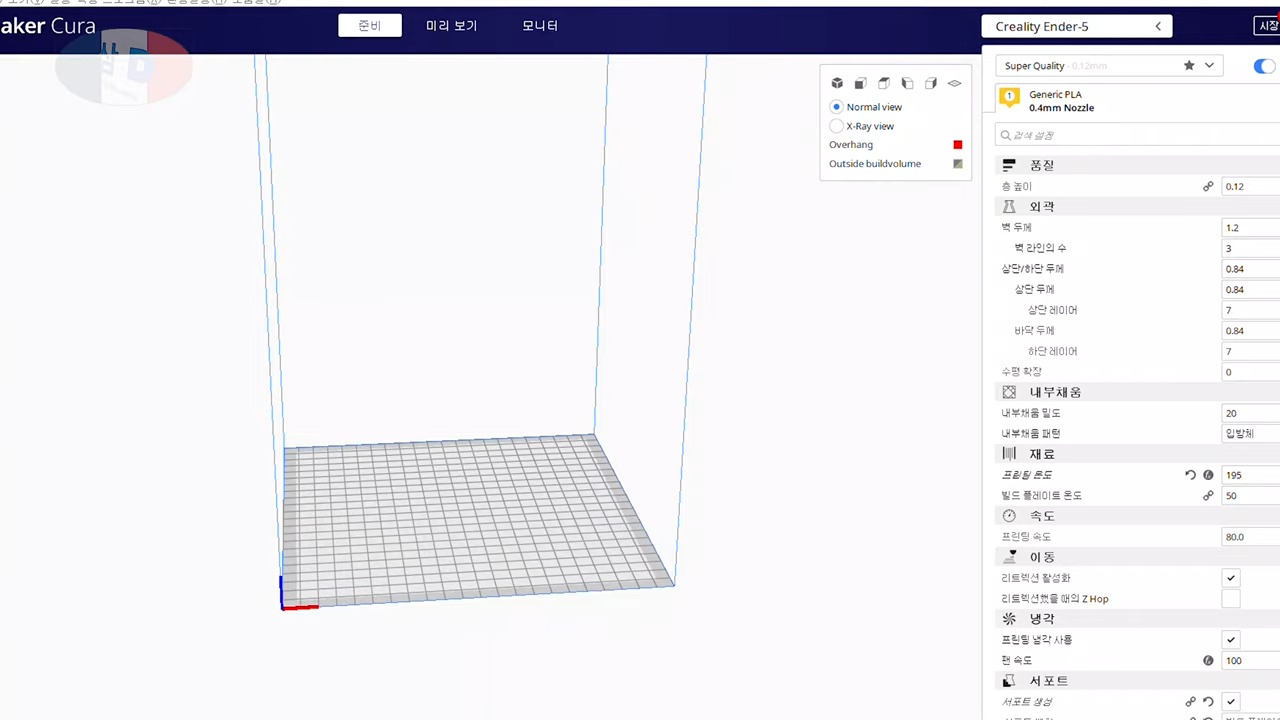 aker Cura
준비
미리 보기
모니터
Creality Ender-5
시장
Normal view
X-Ray view
Overhang
Outside buildvolume
Super Quality - 0.12mm
1
Generic PLA
0.4mm Nozzle
검색 설정
품질
층 높이
0.12
외곽
벽 두께
1.2
벽 라인의 수
3
상단/하단 두께
0.84
상단 두께
0.84
상단 레이어
7
바닥 두께
0.84
하단 레이어
7
수평 확장
0
내부채움
내부채움 밀도
20
내부채움 패턴
입방체
재료
프린팅 온도
195
빌드 플레이트 온도
50
속도
프린팅 속도
80.0
이동
리트렉션 활성화
리트렉션했을 때의 Z Hop
냉각
프린팅 냉각 사용
팬 속도
100
서포트
서포트 생성